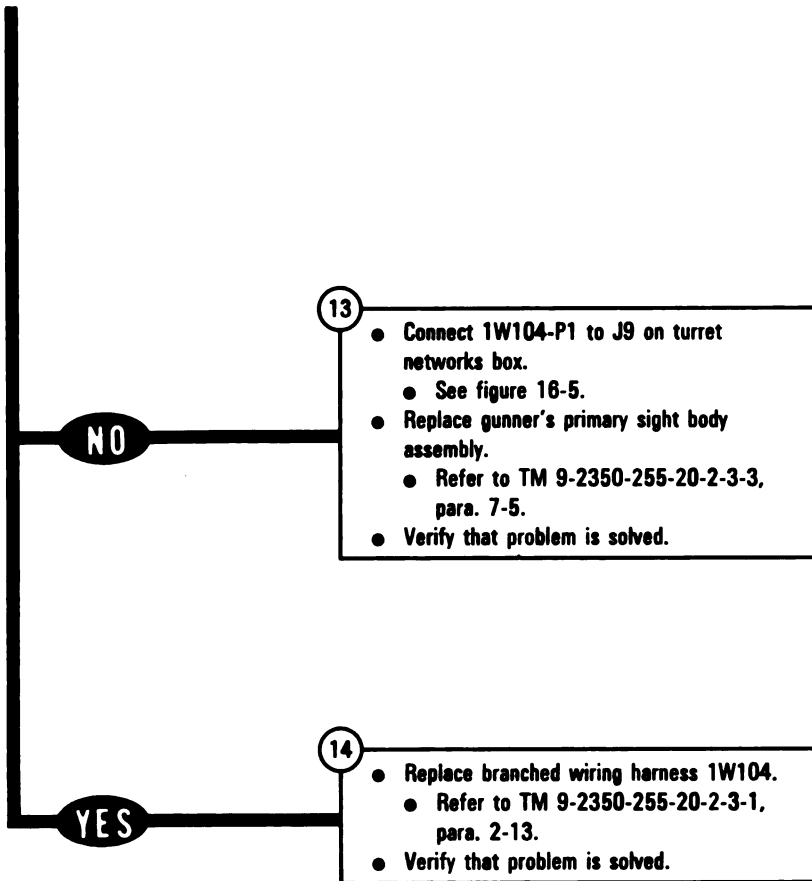 13
● Connect 1W104-P1 to J9 on turret
networks box.
● See figure 16-5.
● Replace gunner's primary sight body
assembly.
● Refer to TM 9-2350-255-20-2-3-3,
para. 7-5.
● Verify that problem is solved.
NO
14
● Replace branched wiring harness 1W104.
● Refer to TM 9-2350-255-20-2-3-1,
para. 2-13.
● Verify that problem is solved.
YES